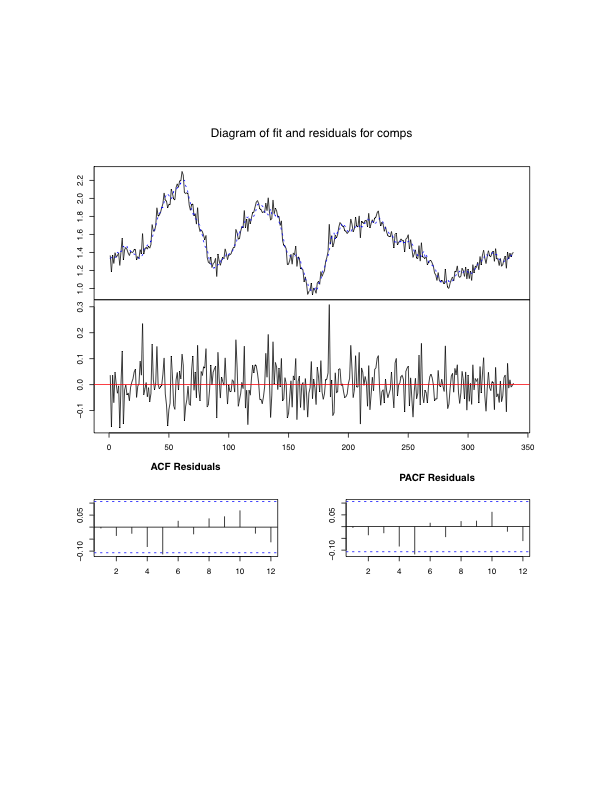 Diagram of fit and residuals for comps
1.0 1.2 1.4 1.6 1.8 2.0 2.2
−0.1 0.0 0.1 0.2 0.3
0 50 100 150 200 250 300 350
ACF Residuals
PACF Residuals
−0.10 0.05
2 4 6 8 10 12
−0.10 0.05
2 4 6 8 10 12